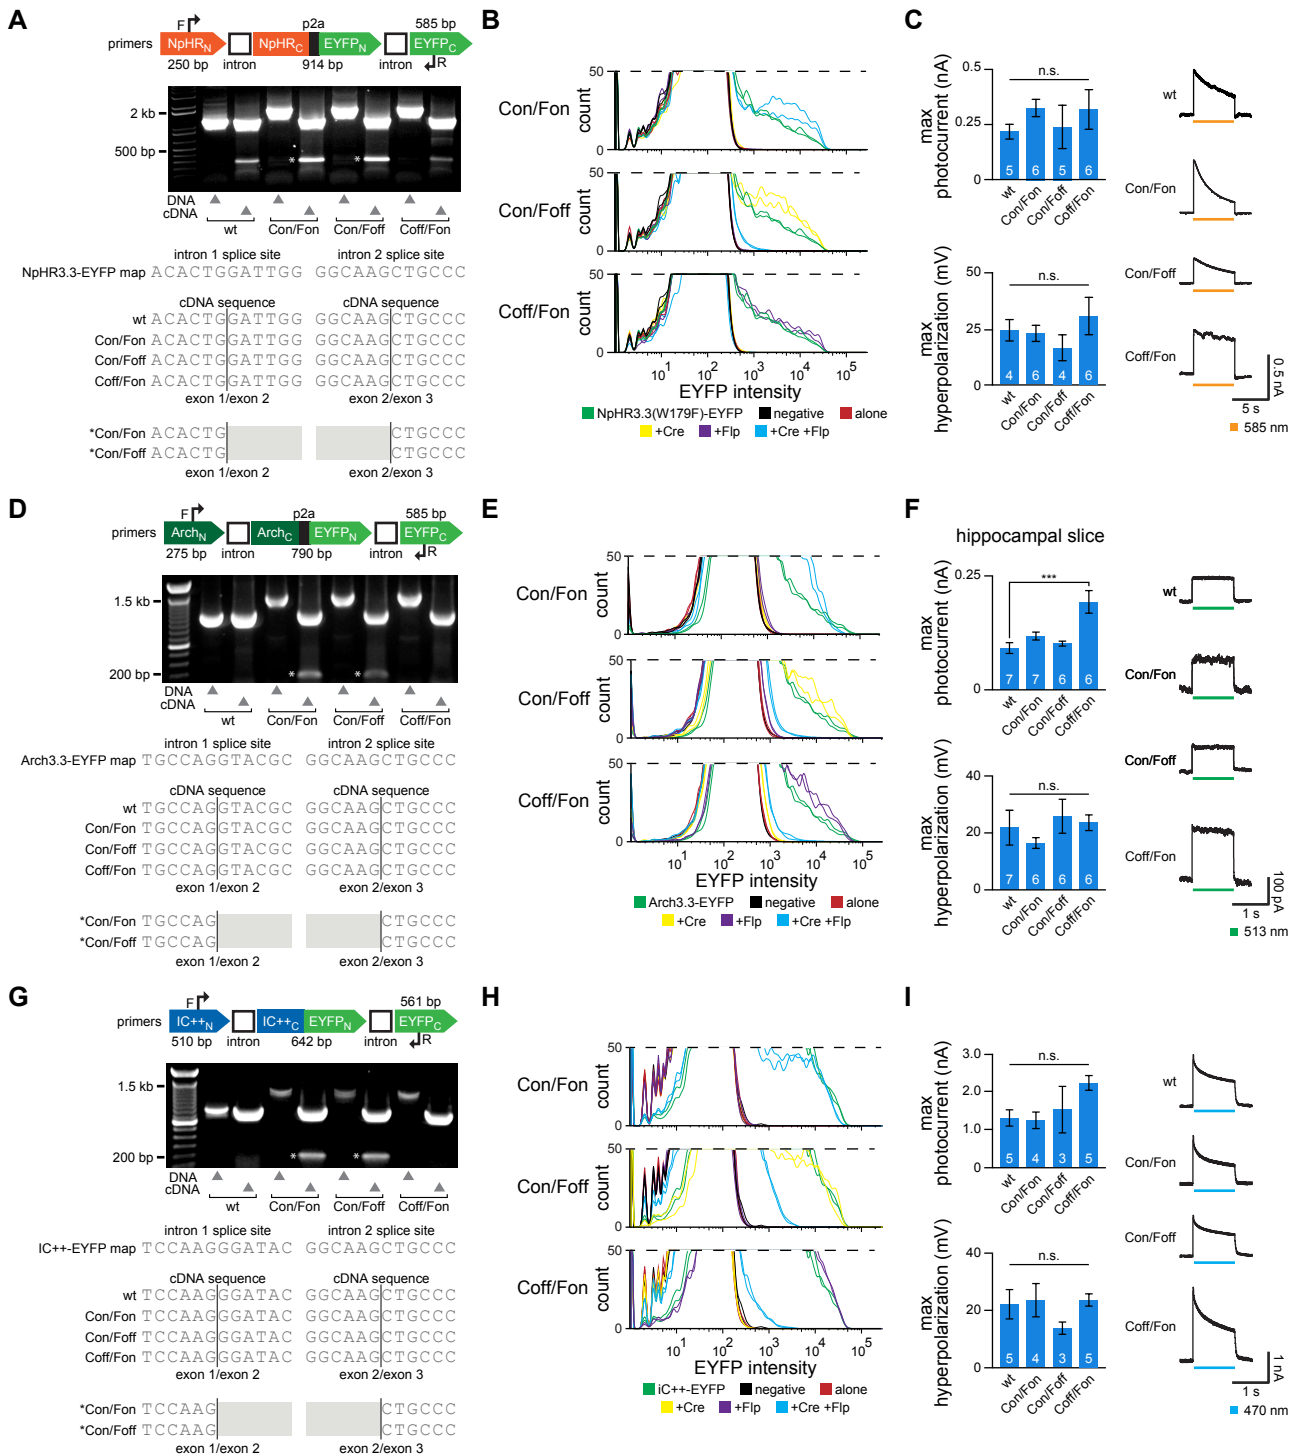 A
F
p2a
585 bp
primers
NpHRN
NpHRC
EYFPN
EYFPC
R
250 bp
intron
914 bp
intron
2 kb
500 bp
*
*
DNA
cDNA
wt
Con/Fon
Con/Foff
Coff/Fon
intron 1 splice site
intron 2 splice site
NpHR3.3-EYFP map
ACACTGGATTGG
GGCAAGCTGCCC
cDNA sequence
cDNA sequence
wt
ACACTGGATTGG
GGCAAGCTGCCC
Con/Fon
ACACTGGATTGG
GGCAAGCTGCCC
Con/Foff
ACACTGGATTGG
GGCAAGCTGCCC
Coff/Fon
ACACTGGATTGG
GGCAAGCTGCCC
exon 1/exon 2
exon 2/exon 3
*Con/Fon
ACACTG
CTGCCC
*Con/Foff
ACACTG
CTGCCC
exon 1/exon 2
exon 2/exon 3
B
Con/Fon
count
50
0
Con/Foff
count
50
0
Coff/Fon
count
50
0
10^1
10^2
10^3
10^4
10^5
EYFP intensity
NpHR3.3(W179F)-EYFP
negative
alone
+Cre
+Flp
+Cre +Flp
C
max photocurrent (nA)
0.5
0.25
0
n.s.
5
6
5
6
wt
Con/Fon
Con/Foff
Coff/Fon
max hyperpolarization (mV)
50
25
0
n.s.
4
6
4
6
wt
Con/Fon
Con/Foff
Coff/Fon
wt
Con/Fon
Con/Foff
Coff/Fon
0.5 nA
5 s
585 nm
D
F
p2a
585 bp
primers
ArchN
ArchC
EYFPN
EYFPC
R
275 bp
intron
790 bp
intron
1.5 kb
200 bp
*
*
DNA
cDNA
wt
Con/Fon
Con/Foff
Coff/Fon
intron 1 splice site
intron 2 splice site
Arch3.3-EYFP map
TGCCAGGTACGC
GGCAAGCTGCCC
cDNA sequence
cDNA sequence
wt
TGCCAGGTACGC
GGCAAGCTGCCC
Con/Fon
TGCCAGGTACGC
GGCAAGCTGCCC
Con/Foff
TGCCAGGTACGC
GGCAAGCTGCCC
Coff/Fon
TGCCAGGTACGC
GGCAAGCTGCCC
exon 1/exon 2
exon 2/exon 3
*Con/Fon
TGCCAG
CTGCCC
*Con/Foff
TGCCAG
CTGCCC
exon 1/exon 2
exon 2/exon 3
E
Con/Fon
count
50
0
Con/Foff
count
50
0
Coff/Fon
count
50
0
10^1
10^2
10^3
10^4
10^5
EYFP intensity
Arch3.3-EYFP
negative
alone
+Cre
+Flp
+Cre +Flp
F
hippocampal slice
max photocurrent (nA)
0.25
0
***
7
7
6
6
wt
Con/Fon
Con/Foff
Coff/Fon
max hyperpolarization (mV)
40
20
0
n.s.
7
6
6
6
wt
Con/Fon
Con/Foff
Coff/Fon
wt
Con/Fon
Con/Foff
Coff/Fon
100 pA
1 s
513 nm
G
F
561 bp
primers
IC++N
IC++C
EYFPN
EYFPC
R
510 bp
intron
642 bp
intron
1.5 kb
200 bp
*
*
DNA
cDNA
wt
Con/Fon
Con/Foff
Coff/Fon
intron 1 splice site
intron 2 splice site
IC++-EYFP map
TCCAAGGGATAC
GGCAAGCTGCCC
cDNA sequence
cDNA sequence
wt
TCCAAGGGATAC
GGCAAGCTGCCC
Con/Fon
TCCAAGGGATAC
GGCAAGCTGCCC
Con/Foff
TCCAAGGGATAC
GGCAAGCTGCCC
Coff/Fon
TCCAAGGGATAC
GGCAAGCTGCCC
exon 1/exon 2
exon 2/exon 3
*Con/Fon
TCCAAG
CTGCCC
*Con/Foff
TCCAAG
CTGCCC
exon 1/exon 2
exon 2/exon 3
H
Con/Fon
count
50
0
Con/Foff
count
50
0
Coff/Fon
count
50
0
10^1
10^2
10^3
10^4
10^5
EYFP intensity
iC++-EYFP
negative
alone
+Cre
+Flp
+Cre +Flp
I
max photocurrent (nA)
3.0
2.0
1.0
0
n.s.
5
5
3
5
wt
Con/Fon
Con/Foff
Coff/Fon
max hyperpolarization (mV)
40
20
0
n.s.
5
4
3
5
wt
Con/Fon
Con/Foff
Coff/Fon
wt
Con/Fon
Con/Foff
Coff/Fon
1 nA
1 s
470 nm